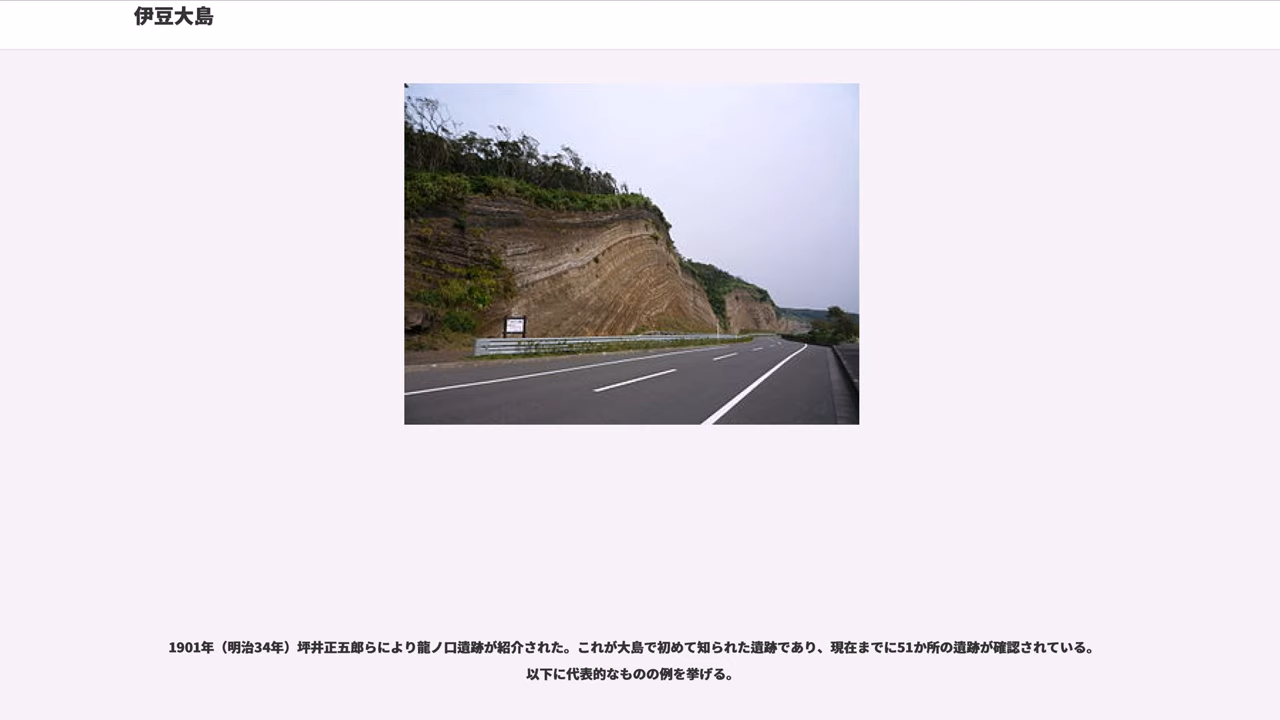 伊豆大島
1901年（明治34年）坪井正五郎らにより龍ノ口遺跡が紹介された。これが大島で初めて知られた遺跡であり、現在までに51か所の遺跡が確認されている。
以下に代表的なものの例を挙げる。